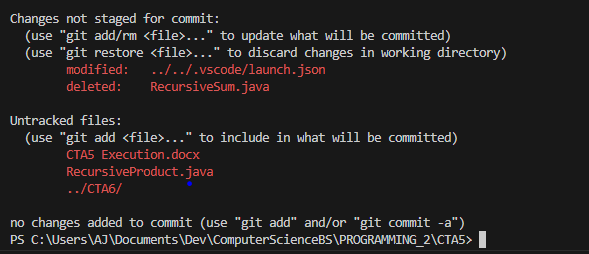 Changes not staged for commit:
  (use "git add/rm <file>..." to update what will be committed)
  (use "git restore <file>..." to discard changes in working directory)
        modified:   ../../.vscode/launch.json
        deleted:    RecursiveSum.java

Untracked files:
  (use "git add <file>..." to include in what will be committed)
        CTA5 Execution.docx
        RecursiveProduct.java
        ../CTA6/

no changes added to commit (use "git add" and/or "git commit -a")
PS C:\Users\AJ\Documents\Dev\ComputerScienceBS\PROGRAMMING_2\CTA5>